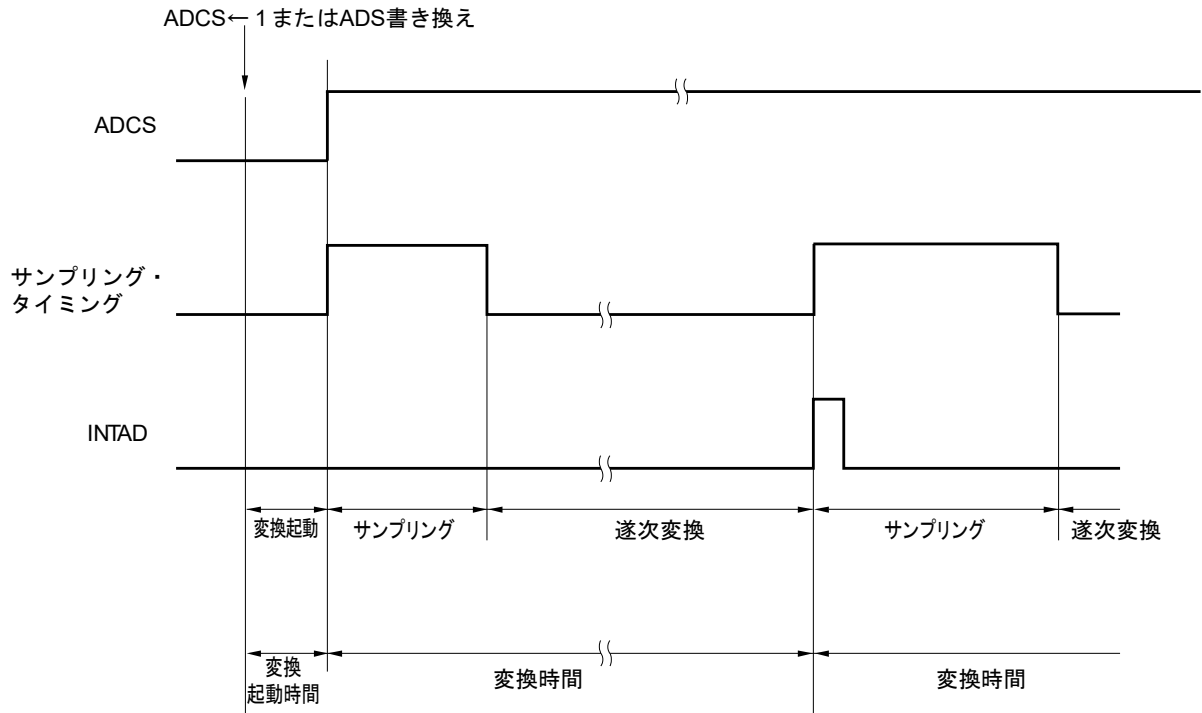 ADCS← 1 またはADS書き換え
ADCS
サンプリング・
タイミング
INTAD
変換起動
サンプリング
遂次変換
サンプリング
遂次変換
変換
起動時間
変換時間
変換時間